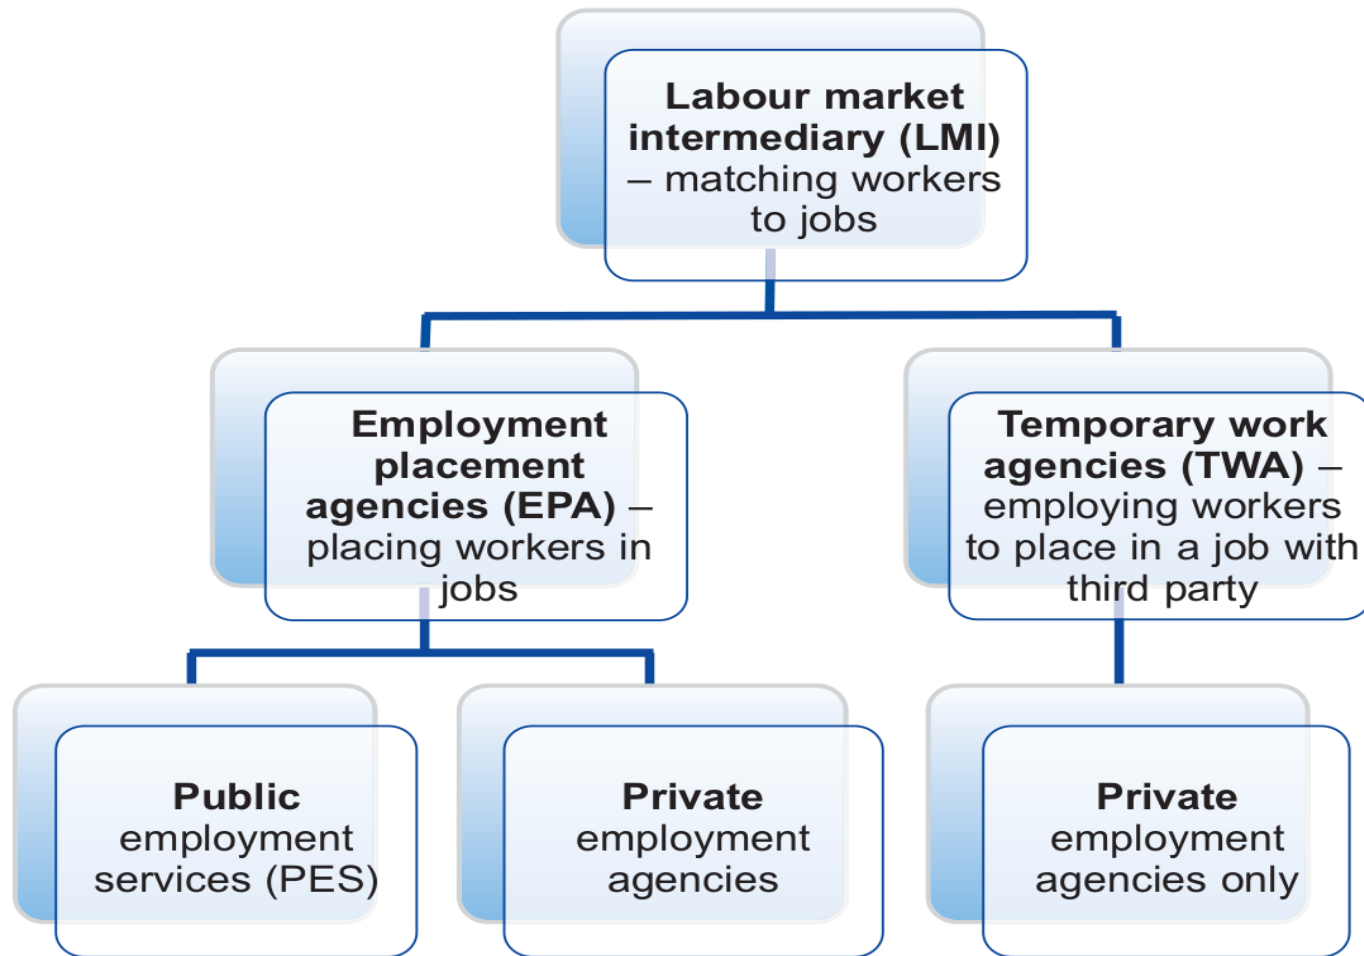 Labour market
intermediary (LMI)
– matching workers
to jobs
Employment
placement
agencies (EPA) –
placing workers in
jobs
Temporary work
agencies (TWA) –
employing workers
to place in a job with
third party
Public
employment
services (PES)
Private
employment
agencies
Private
employment
agencies only